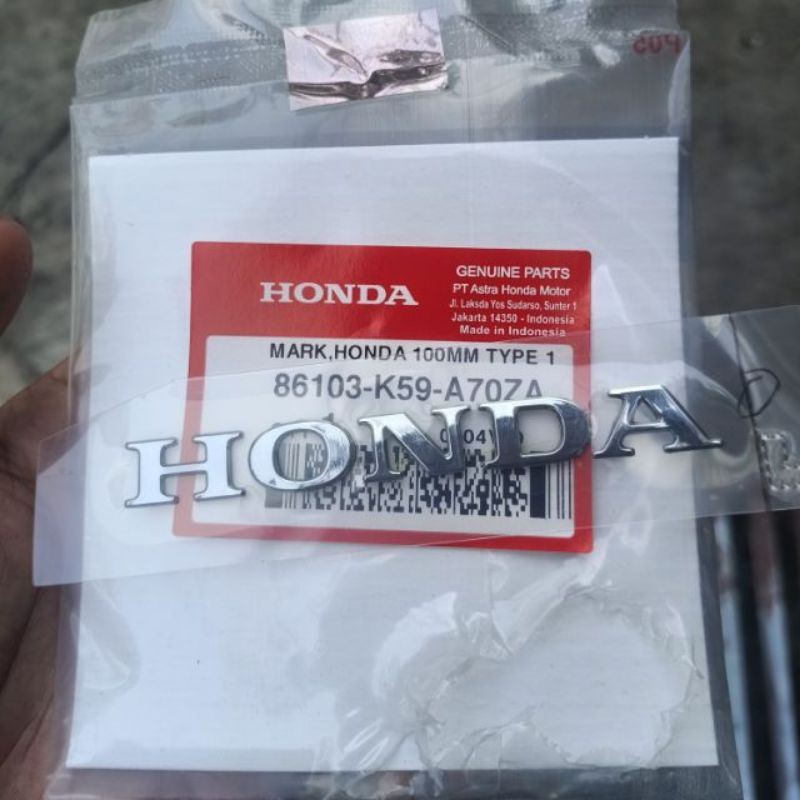 HONDA
GENUINE PARTS
PT Astra Honda Motor
Jl. Laksda Yos Sudarso, Sunter 1
Jakarta 14350 - Indonesia
Made in Indonesia
MARK,HONDA 100MM TYPE 1
86103-K59-A70ZA
HONDA